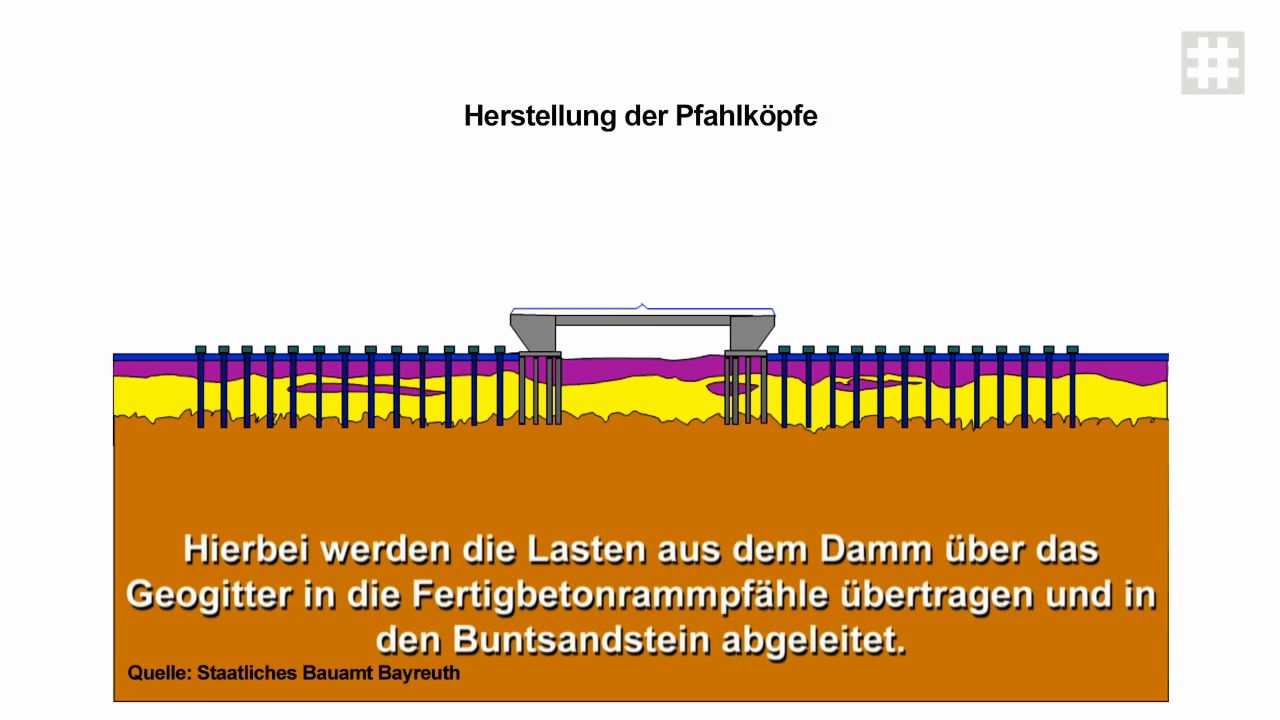 Herstellung der Pfahlköpfe
Hierbei werden die Lasten aus dem Damm über das
Geogitter in die Fertigbetonrammpfähle übertragen und in
den Buntsandstein abgeleitet.
Quelle: Staatliches Bauamt Bayreuth